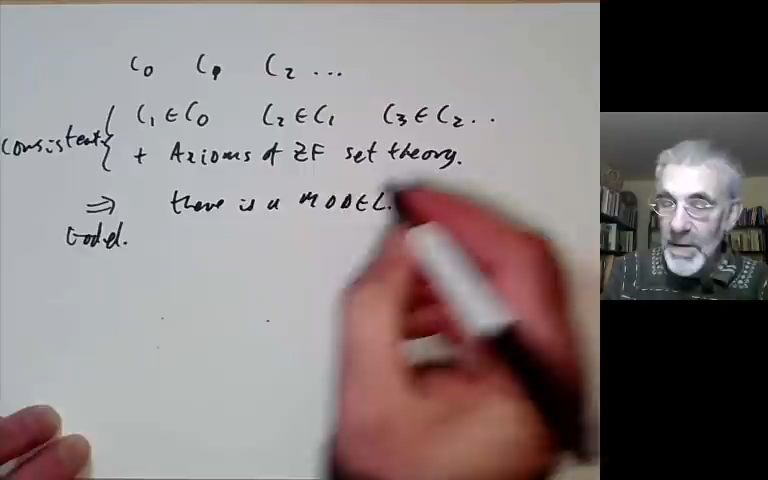 C0 C1 C2 ...
C1 ∈ C0 C2 ∈ C1 C3 ∈ C2 ..
consistent { + Axioms of ZF set theory.
⇒ there is a MODEL.
Godel.